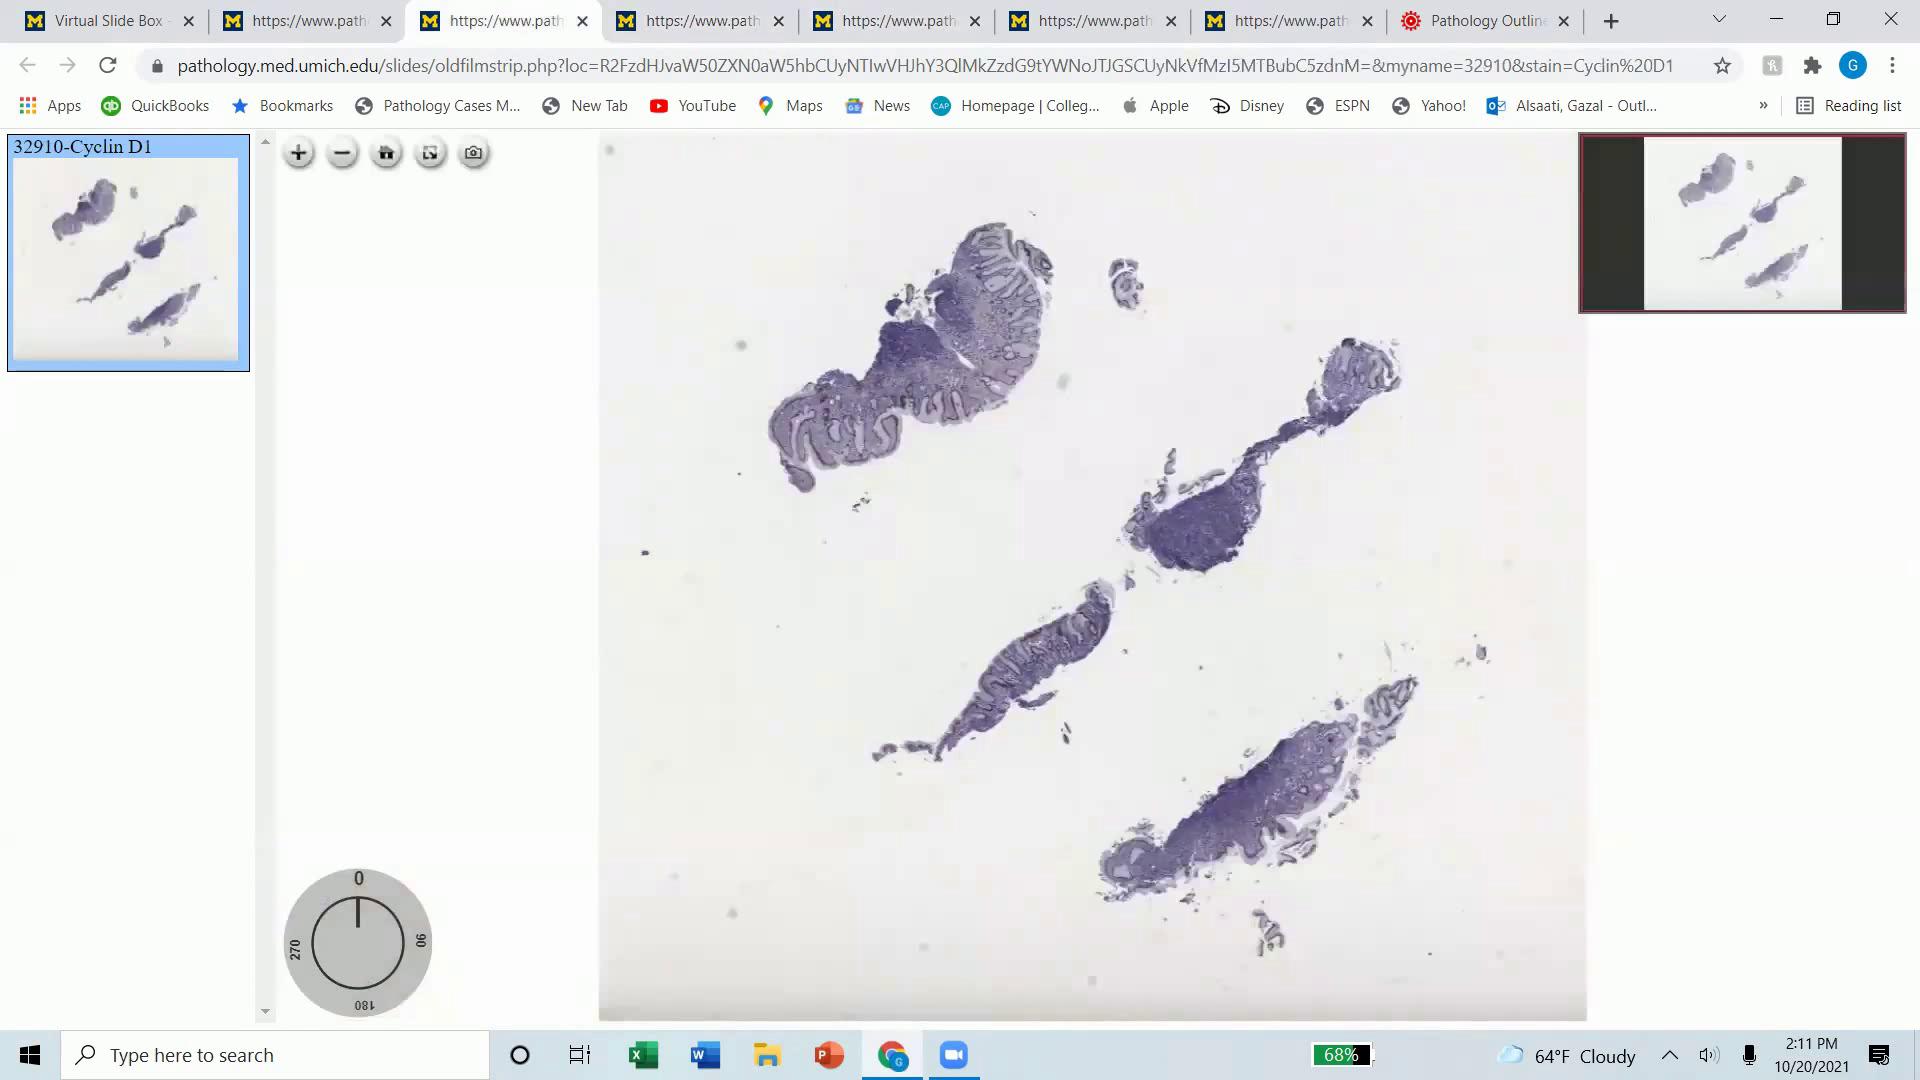 Virtual Slide Box - https://www.path https://www.path https://www.path https://www.path https://www.path https://www.path Pathology Outline
pathology.med.umich.edu/slides/oldfilmstrip.php?loc=R2FzdHJvaW50ZXN0aW5hbCUyNTIwVHJhY3QlMkZzdG9tYWNoJTJGSCUyNkVfMzI5MTBubC5zdnM=&myname=32910&stain=Cyclin%20D1 G
Apps QuickBooks Bookmarks Pathology Cases M... New Tab YouTube Maps News CAP Homepage | Colleg... Apple Disney ESPN Yahoo! Alsaati, Gazal - Outl... » Reading list
32910-Cyclin D1
0
270
90
180
Type here to search
68%
64°F Cloudy
2:11 PM
10/20/2021